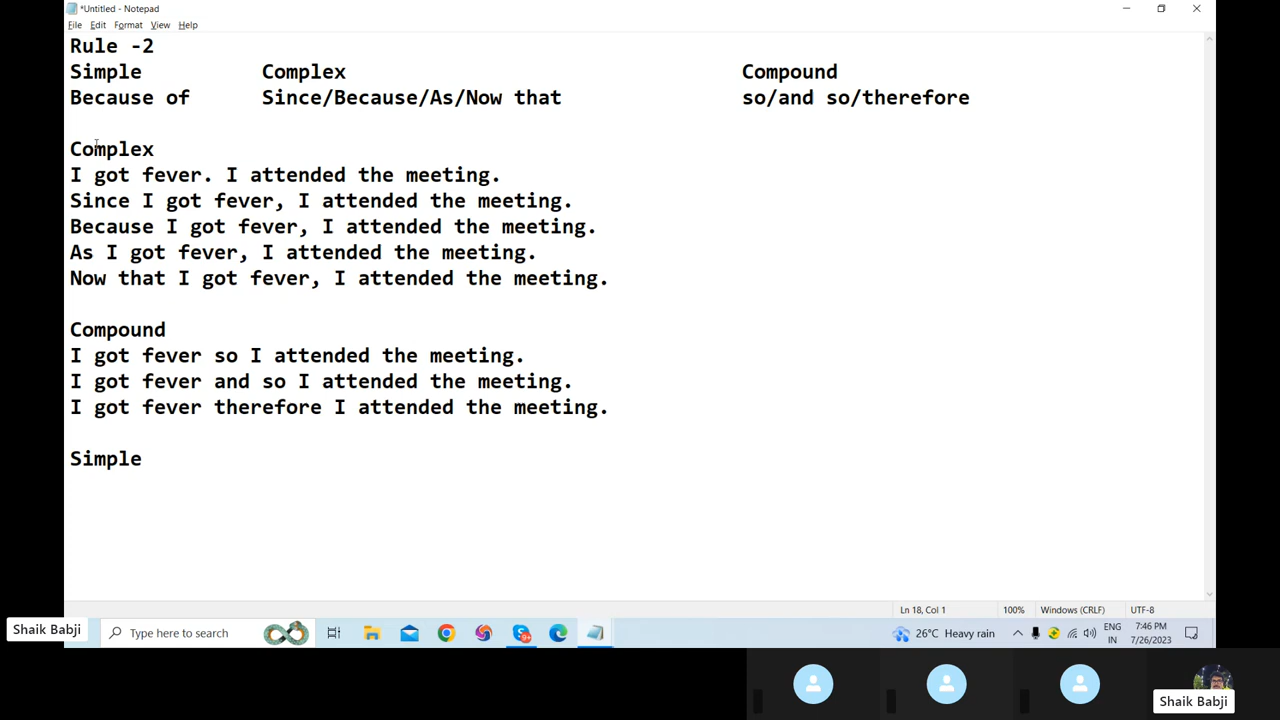 *Untitled - Notepad
File Edit Format View Help
Rule -2
Simple Complex Compound
Because of Since/Because/As/Now that so/and so/therefore
Complex
I got fever. I attended the meeting.
Since I got fever, I attended the meeting.
Because I got fever, I attended the meeting.
As I got fever, I attended the meeting.
Now that I got fever, I attended the meeting.
Compound
I got fever so I attended the meeting.
I got fever and so I attended the meeting.
I got fever therefore I attended the meeting.
Simple
Ln 18, Col 1 100% Windows (CRLF) UTF-8
Shaik Babji
Type here to search
26°C Heavy rain
ENG
IN
7:46 PM
7/26/2023
Shaik Babji